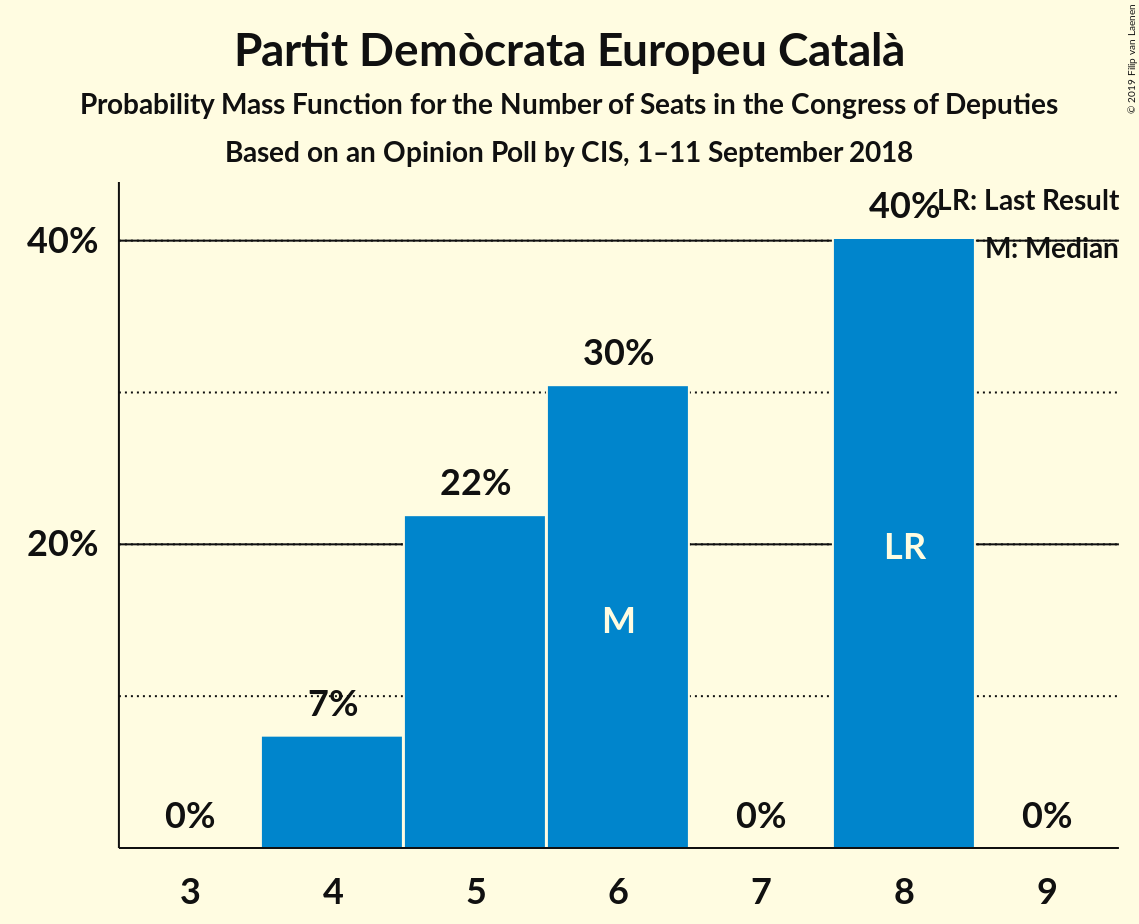 Partit Demòcrata Europeu Català
Probability Mass Function for the Number of Seats in the Congress of Deputies
Based on an Opinion Poll by CIS, 1–11 September 2018
© 2019 Filip van Laenen
LR: Last Result
M: Median
40%
20%
0%
7%
22%
30%
0%
40%
0%
M
LR
3 4 5 6 7 8 9